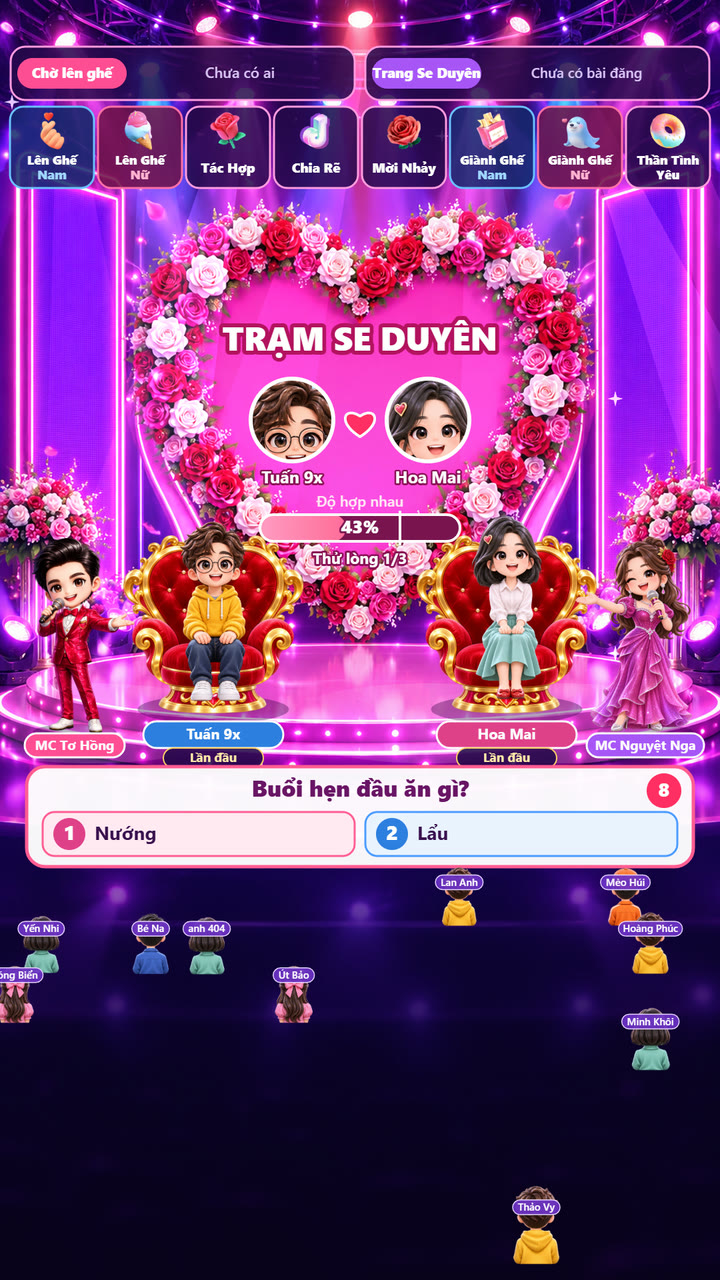 Chờ lên ghế
Chưa có ai
Trang Se Duyên
Chưa có bài đăng
Lên Ghế
Nam
Lên Ghế
Nữ
Tác Hợp
Chia Rẽ
Mời Nhảy
Giành Ghế
Nam
Giành Ghế
Nữ
Thần Tình
Yêu
TRẠM SE DUYÊN
Tuấn 9x
Hoa Mai
Độ hợp nhau
43%
Thử lòng 1/3
MC Tơ Hồng
Tuấn 9x
Hoa Mai
MC Nguyệt Nga
Lần đầu
Lần đầu
Buổi hẹn đầu ăn gì?
8
1 Nướng
2 Lẩu
Lan Anh
Mèo Húi
Yến Nhi
Bé Na
anh 404
Hoàng Phúc
Biển
Út Bảo
Minh Khôi
Thảo Vy